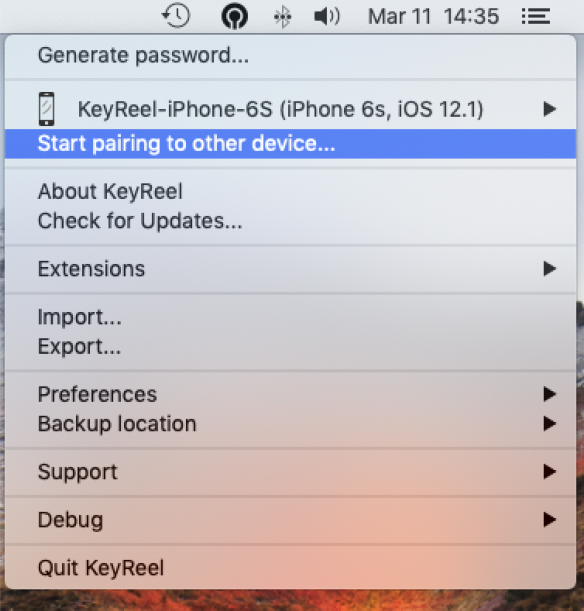 Mar 11 14:35
Generate password...
KeyReel-iPhone-6S (iPhone 6s, iOS 12.1)
Start pairing to other device...
About KeyReel
Check for Updates...
Extensions
Import...
Export...
Preferences
Backup location
Support
Debug
Quit KeyReel